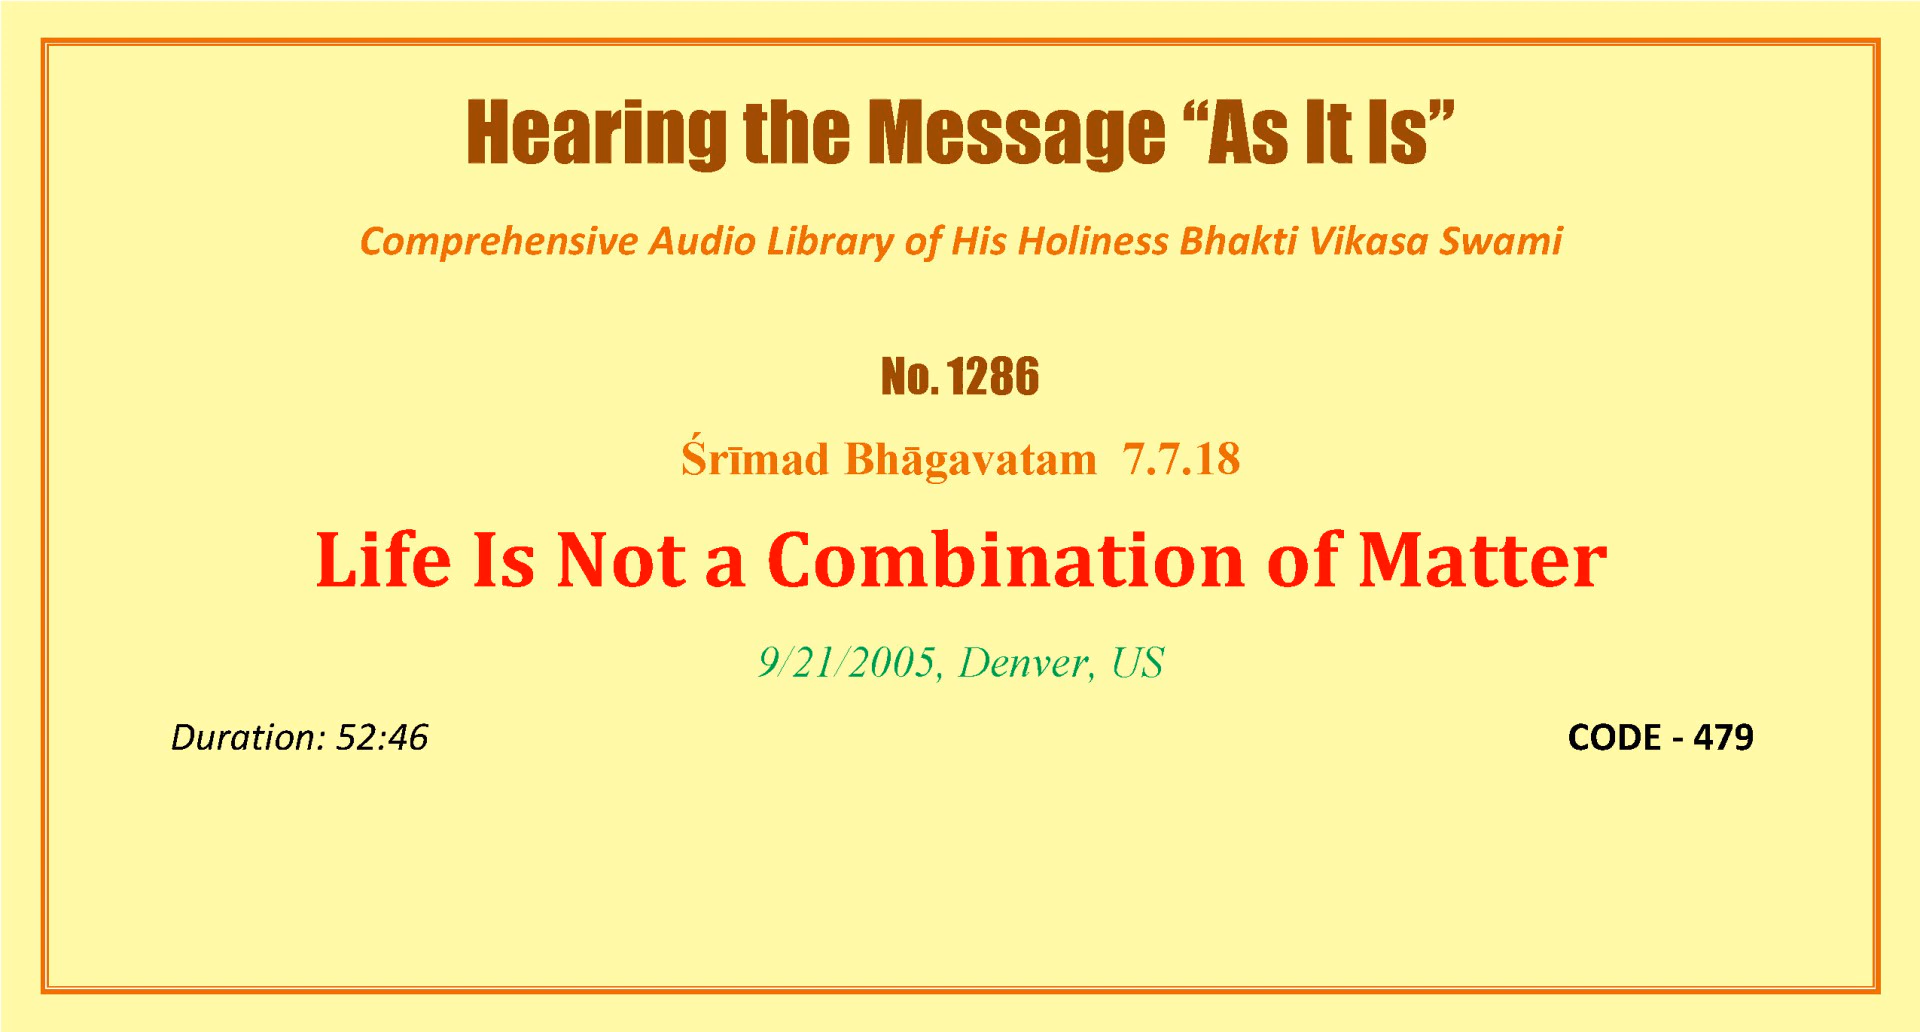 Hearing the Message “As It Is”
Comprehensive Audio Library of His Holiness Bhakti Vikasa Swami
No. 1286
Śrīmad Bhāgavatam 7.7.18
Life Is Not a Combination of Matter
9/21/2005, Denver, US
Duration: 52:46 CODE - 479